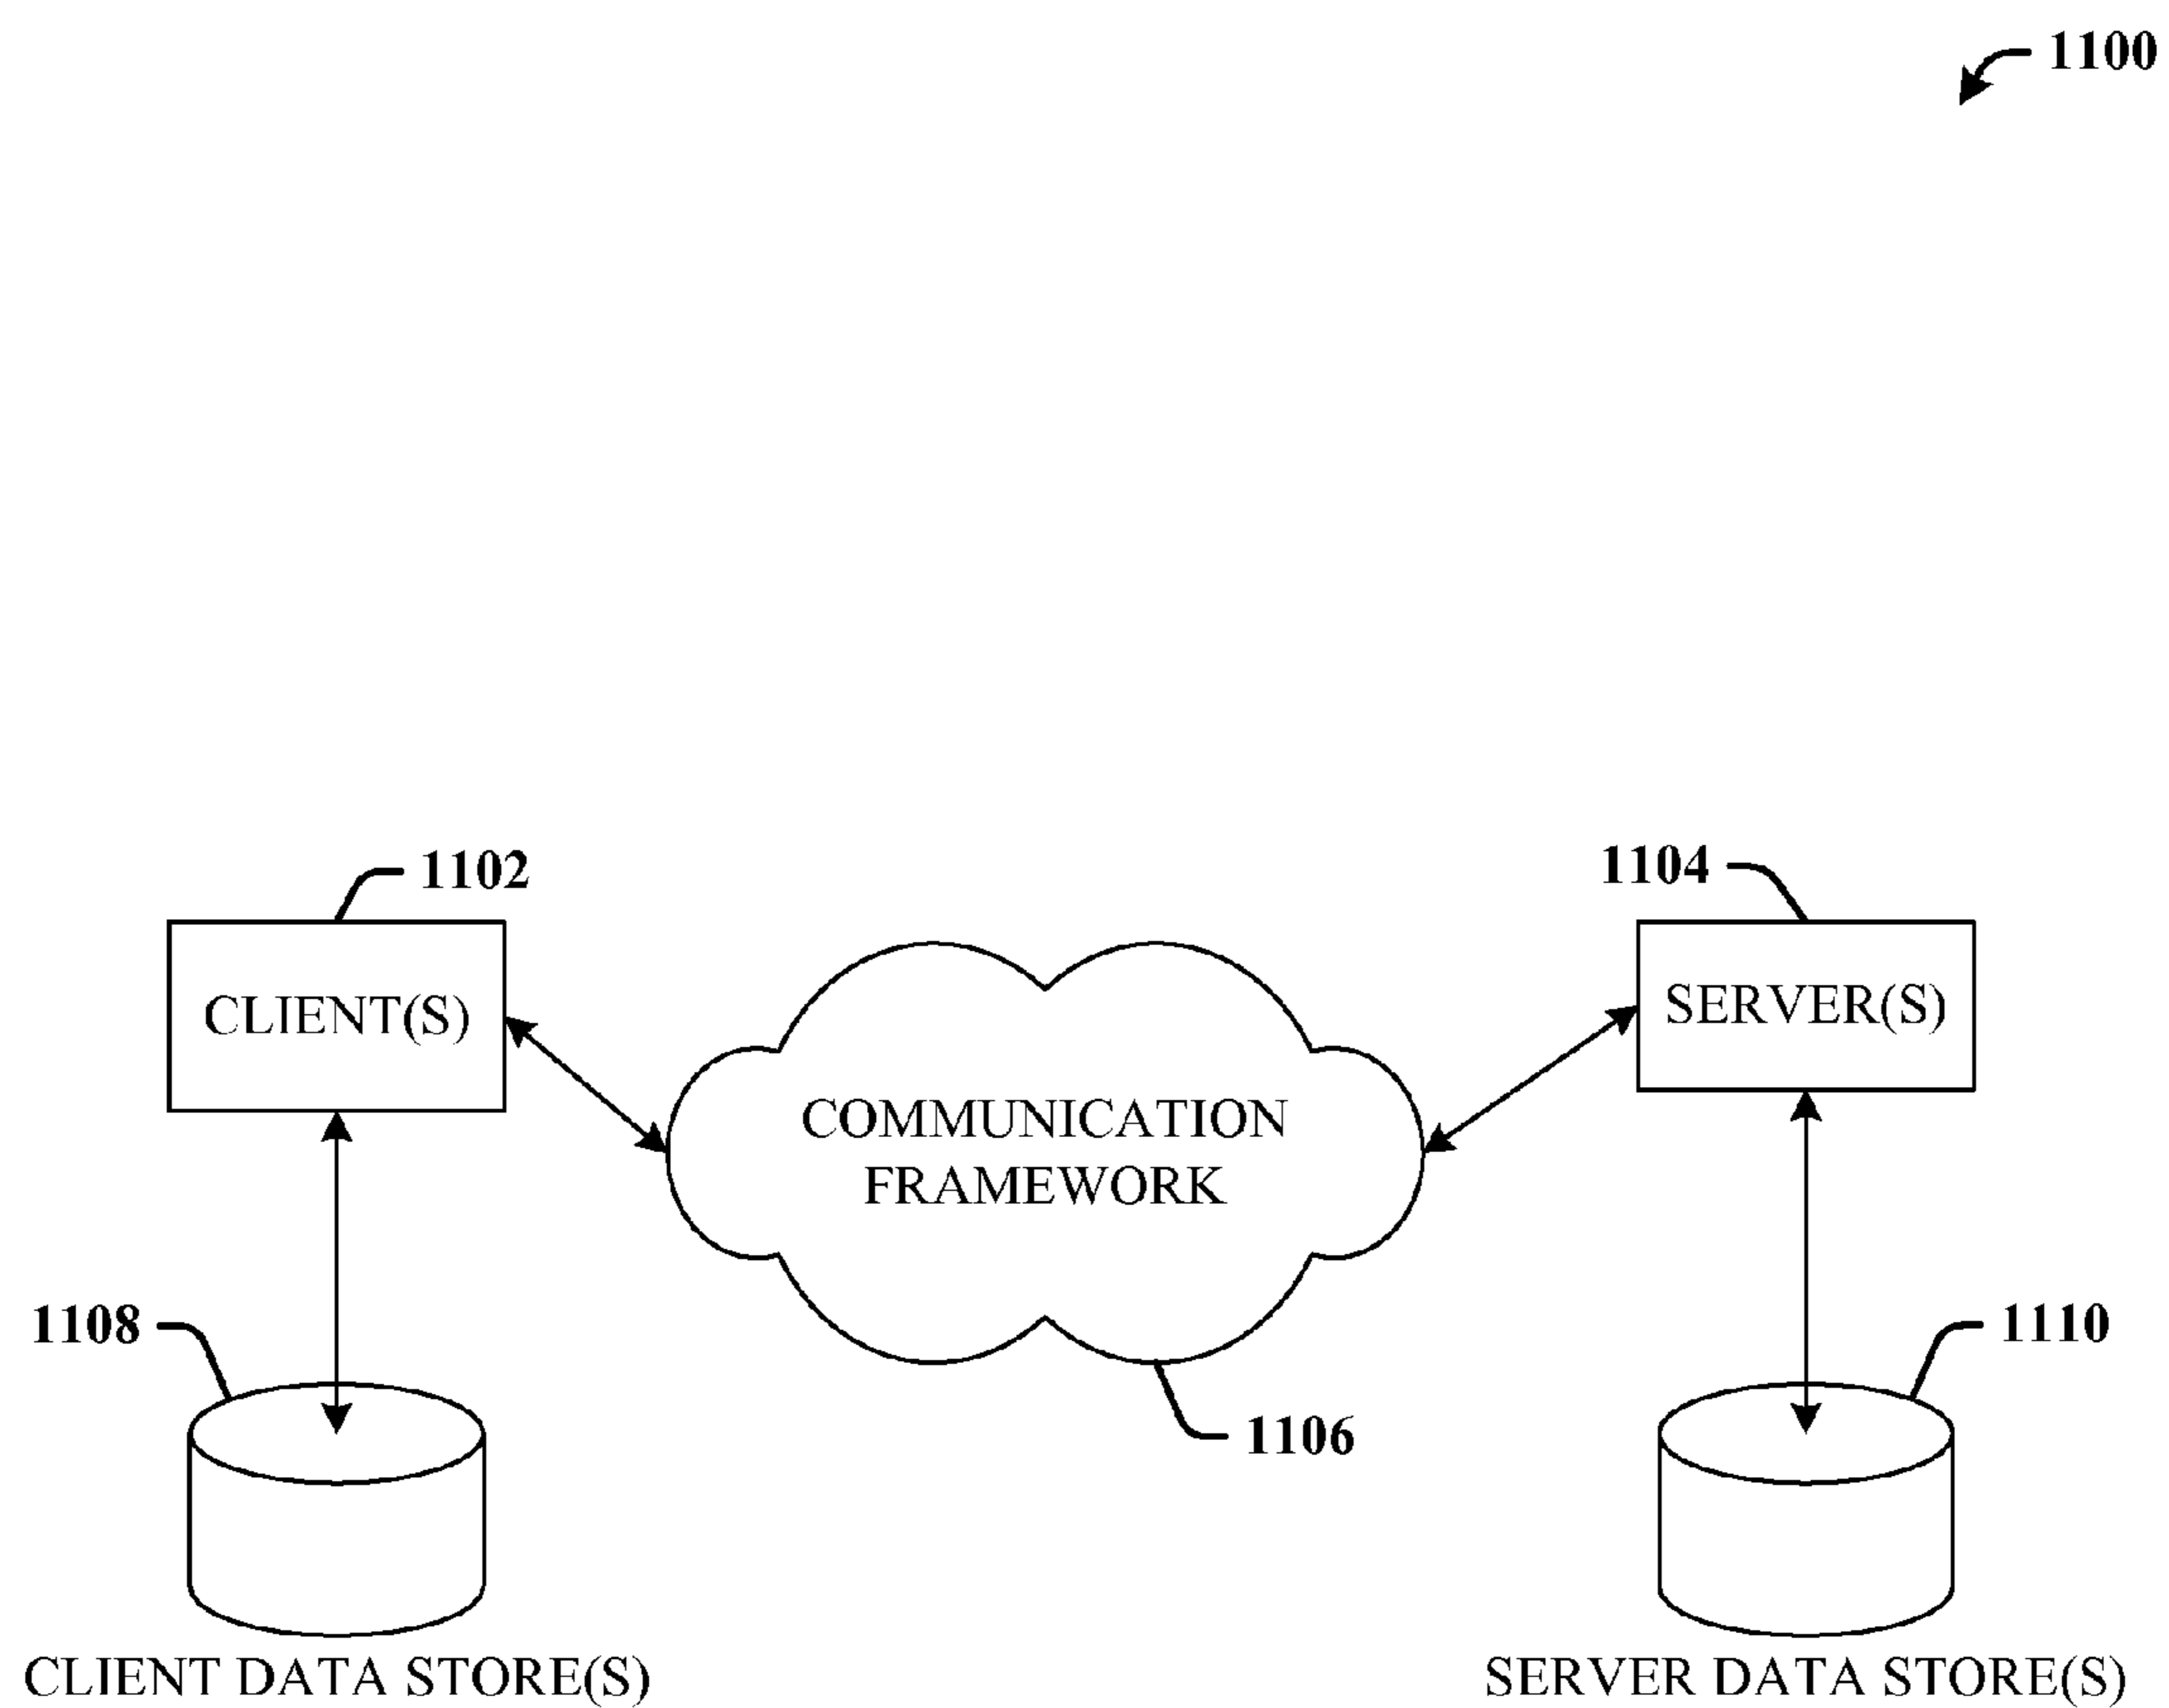 1100
1102
1104
CLIENT(S)
SERVER(S)
COMMUNICATION
FRAMEWORK
1108
1110
1106
CLIENT DATA STORE(S)
SERVER DATA STORE(S)